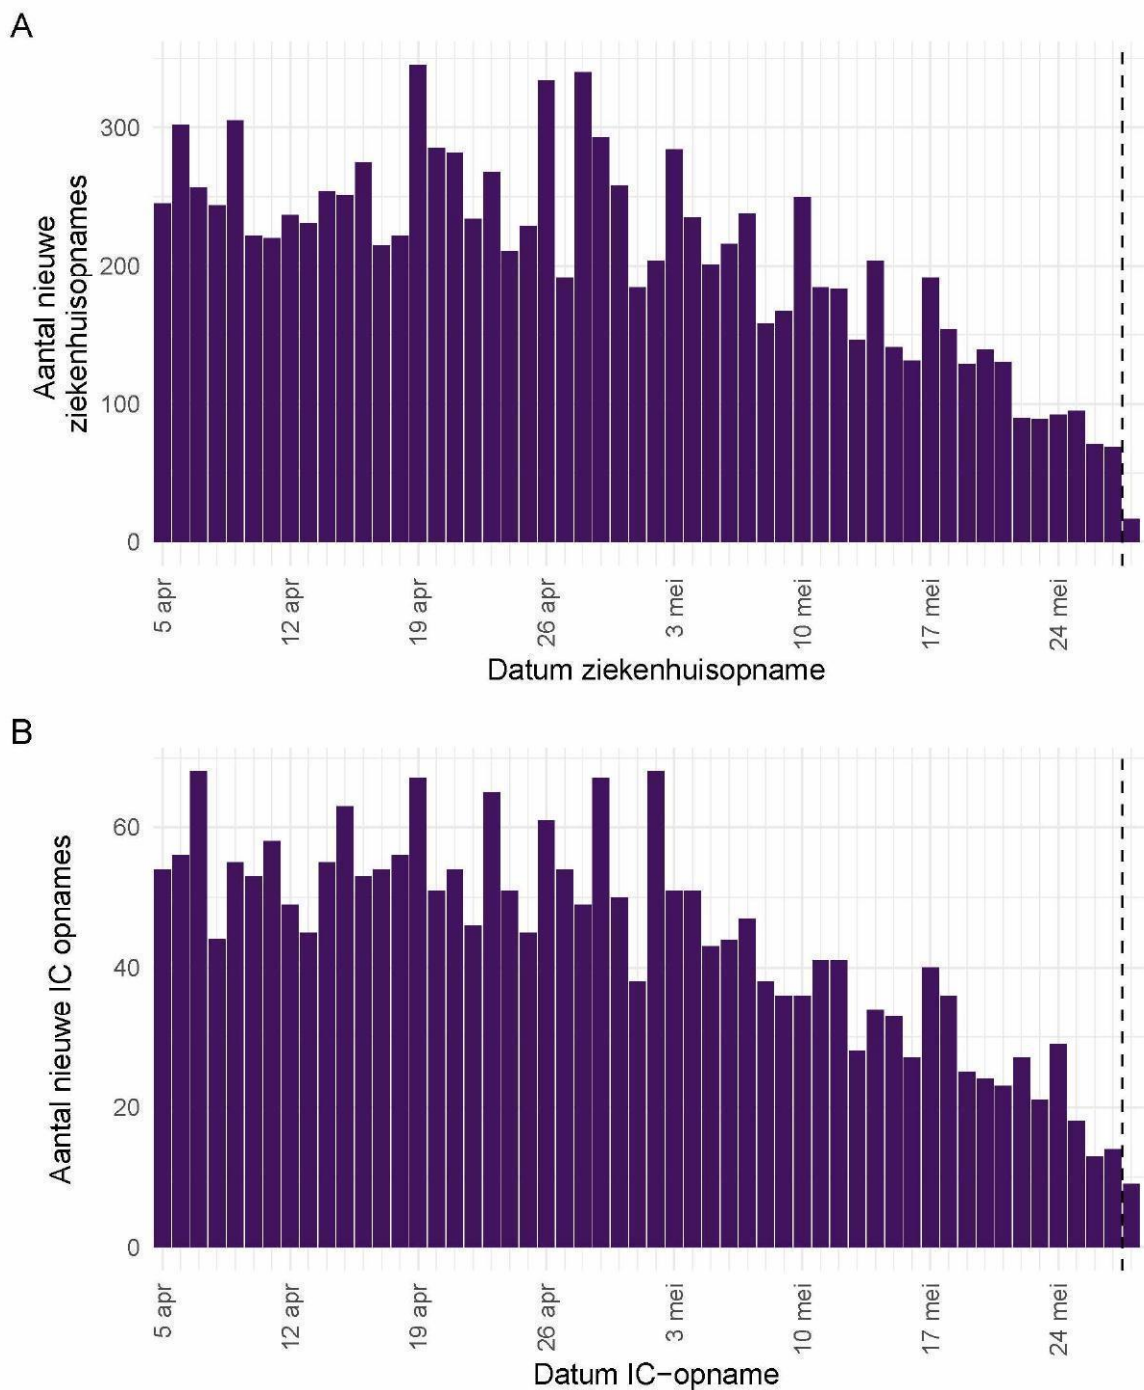 A
300
200
100
0
Aantal nieuwe
ziekenhuisopnames
5 apr
12 apr
19 apr
26 apr
3 mei
10 mei
17 mei
24 mei
Datum ziekenhuisopname
B
60
40
20
0
Aantal nieuwe IC opnames
5 apr
12 apr
19 apr
26 apr
3 mei
10 mei
17 mei
24 mei
Datum IC-opname